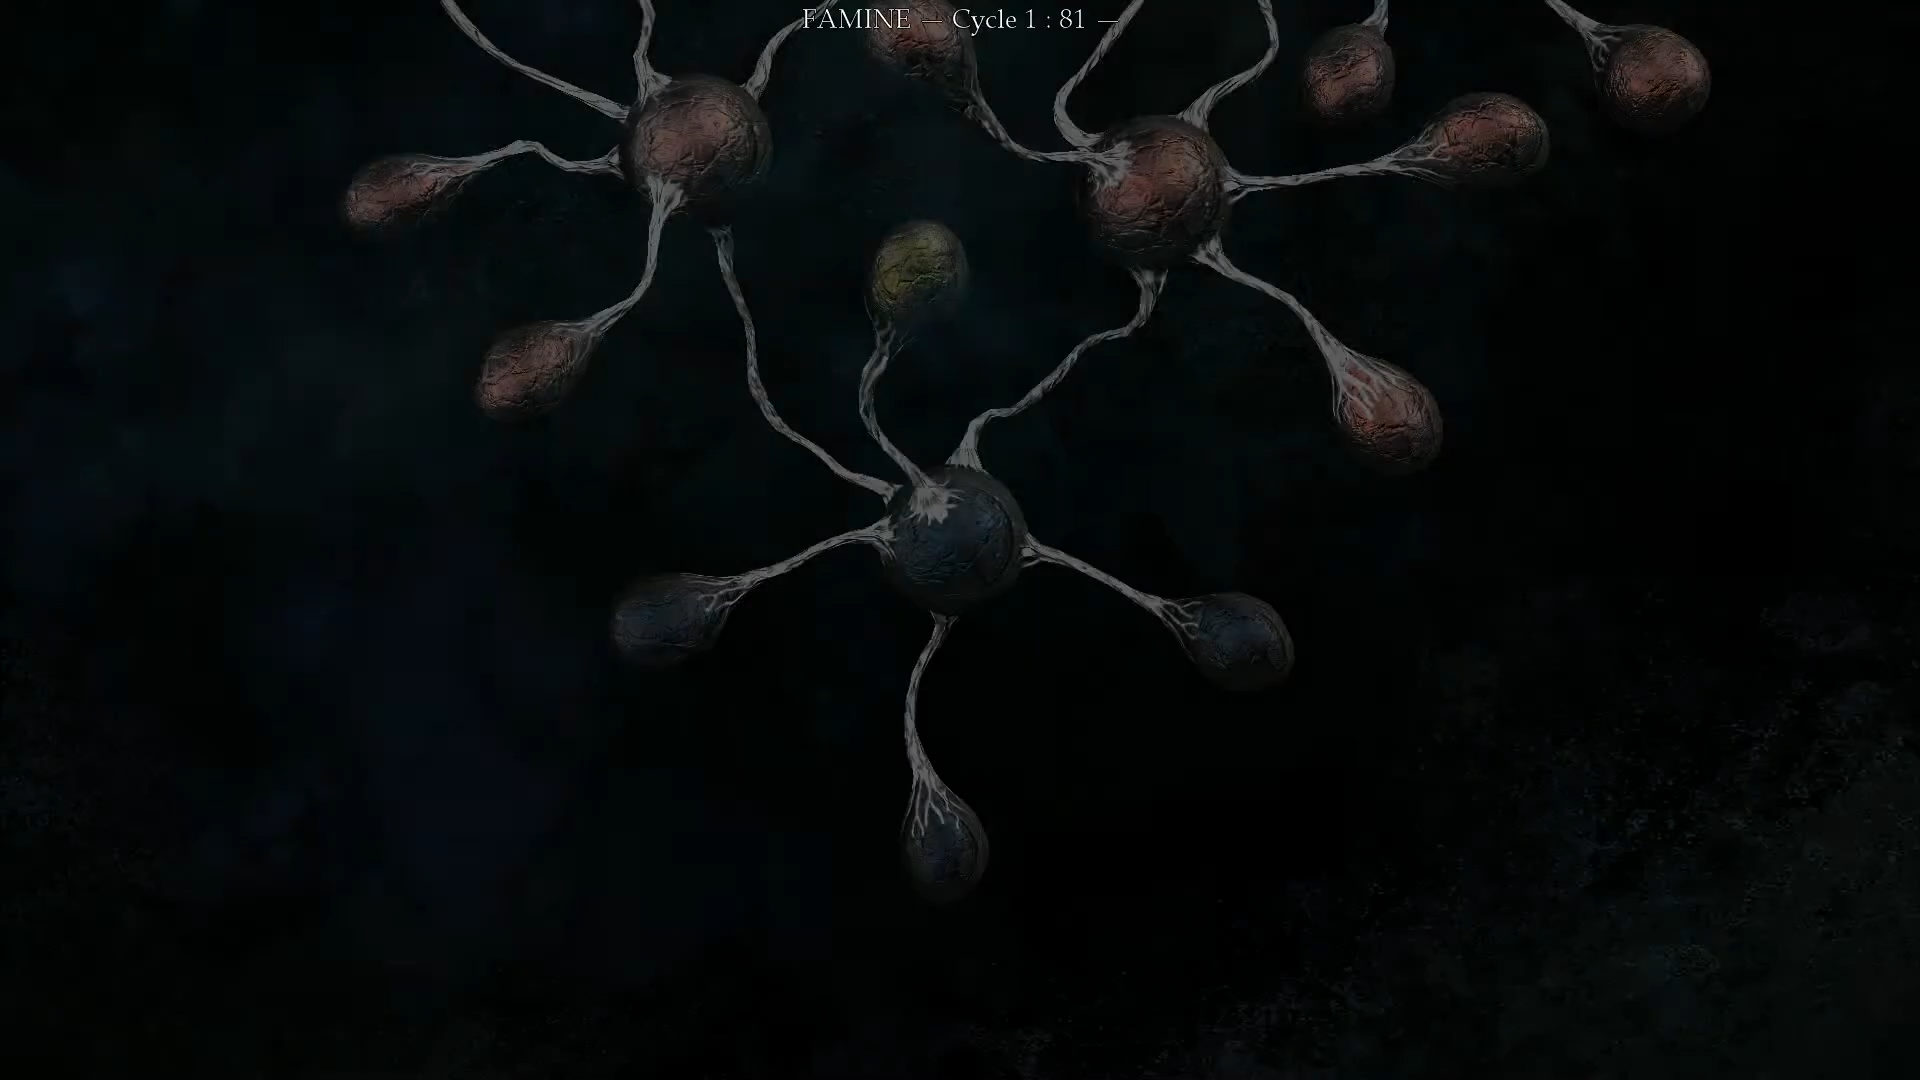 FAMINE — Cycle 1 : 81 —